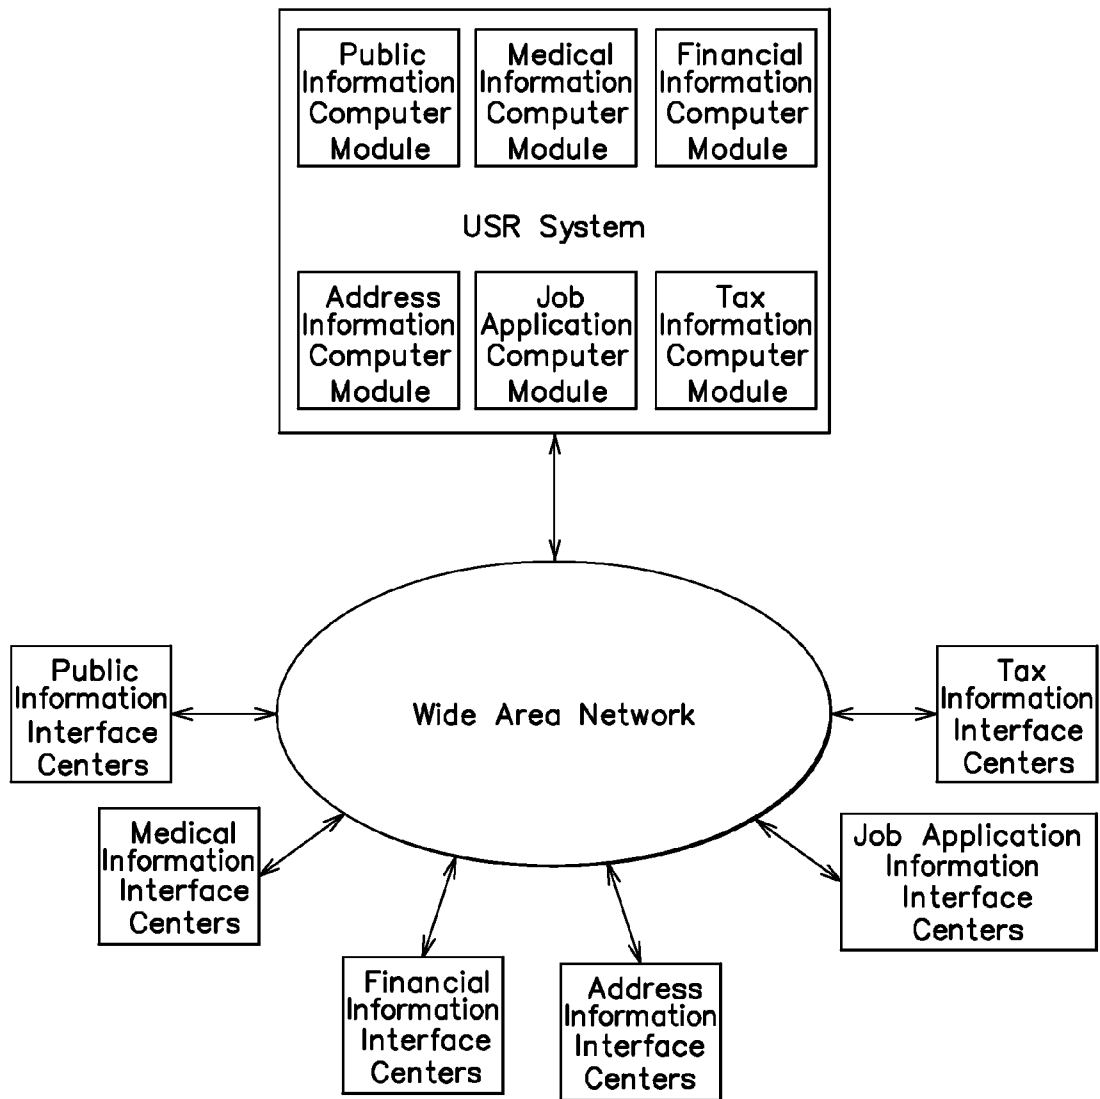 Public
Information
Computer
Module
Medical
Information
Computer
Module
Financial
Information
Computer
Module
USR System
Address
Information
Computer
Module
Job
Application
Computer
Module
Tax
Information
Computer
Module
Wide Area Network
Public
Information
Interface
Centers
Tax
Information
Interface
Centers
Medical
Information
Interface
Centers
Job Application
Information
Interface
Centers
Financial
Information
Interface
Centers
Address
Information
Interface
Centers